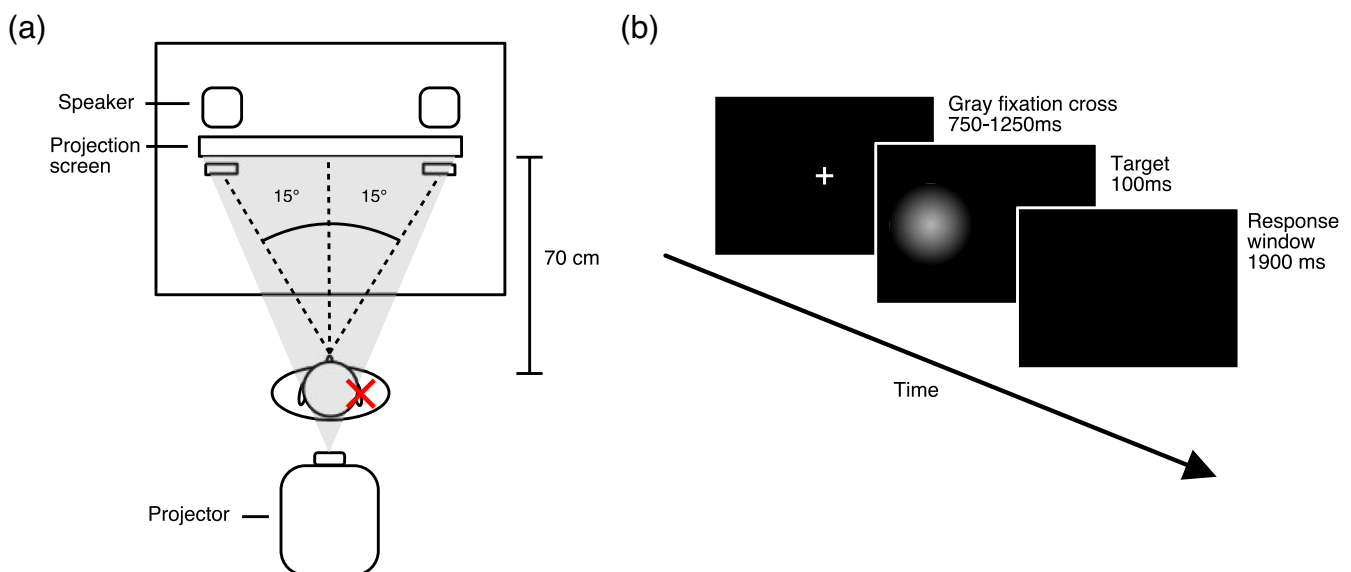 (a)
Speaker
Projection
screen
15°
15°
70 cm
Projector
(b)
Gray fixation cross
750-1250ms
Target
100ms
Response
window
1900 ms
Time